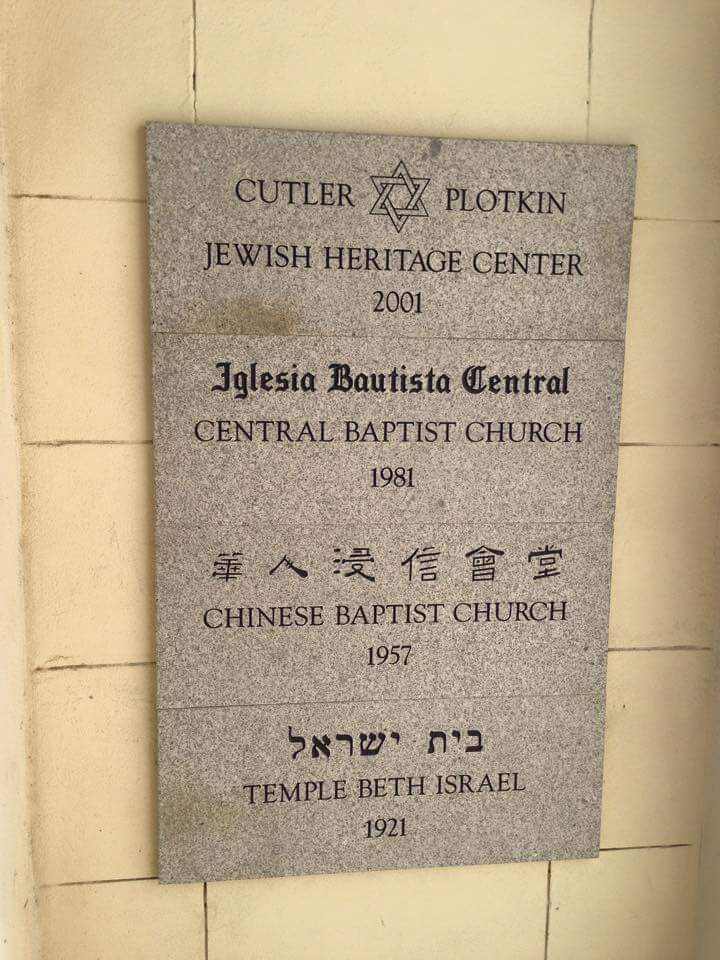 CUTLER PLOTKIN
JEWISH HERITAGE CENTER
2001
Iglesia Bautista Central
CENTRAL BAPTIST CHURCH
1981
華人浸信會堂
CHINESE BAPTIST CHURCH
1957
בית ישראל
TEMPLE BETH ISRAEL
1921